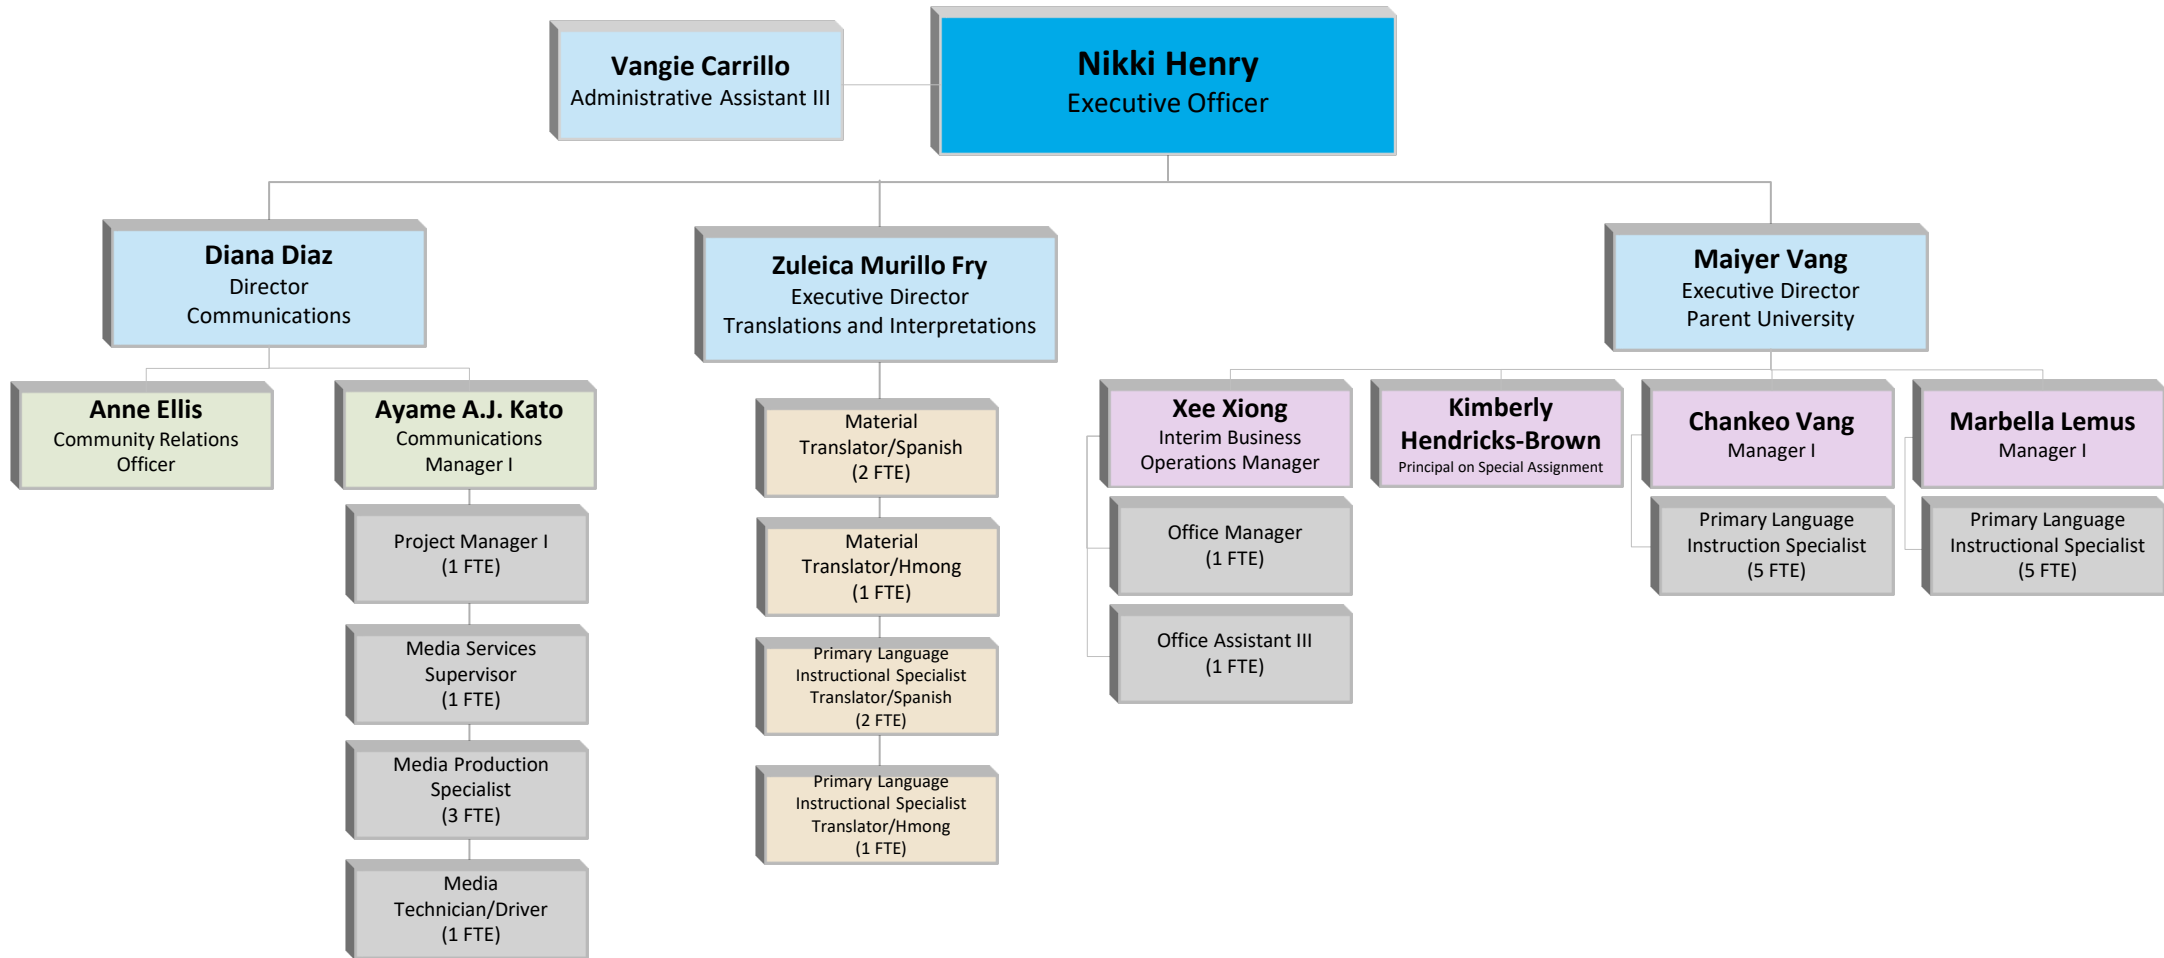 Vangie Carrillo
Administrative Assistant III
Nikki Henry
Executive Officer
Diana Diaz
Director
Communications
Zuleica Murillo Fry
Executive Director
Translations and Interpretations
Maiyer Vang
Executive Director
Parent University
Anne Ellis
Community Relations
Officer
Ayame A.J. Kato
Communications
Manager I
Project Manager I
(1 FTE)
Media Services
Supervisor
(1 FTE)
Media Production
Specialist
(3 FTE)
Media
Technician/Driver
(1 FTE)
Material
Translator/Spanish
(2 FTE)
Material
Translator/Hmong
(1 FTE)
Primary Language
Instructional Specialist
Translator/Spanish
(2 FTE)
Primary Language
Instructional Specialist
Translator/Hmong
(1 FTE)
Xee Xiong
Interim Business
Operations Manager
Office Manager
(1 FTE)
Office Assistant III
(1 FTE)
Kimberly
Hendricks-Brown
Principal on Special Assignment
Chankeo Vang
Manager I
Primary Language
Instruction Specialist
(5 FTE)
Marbella Lemus
Manager I
Primary Language
Instructional Specialist
(5 FTE)